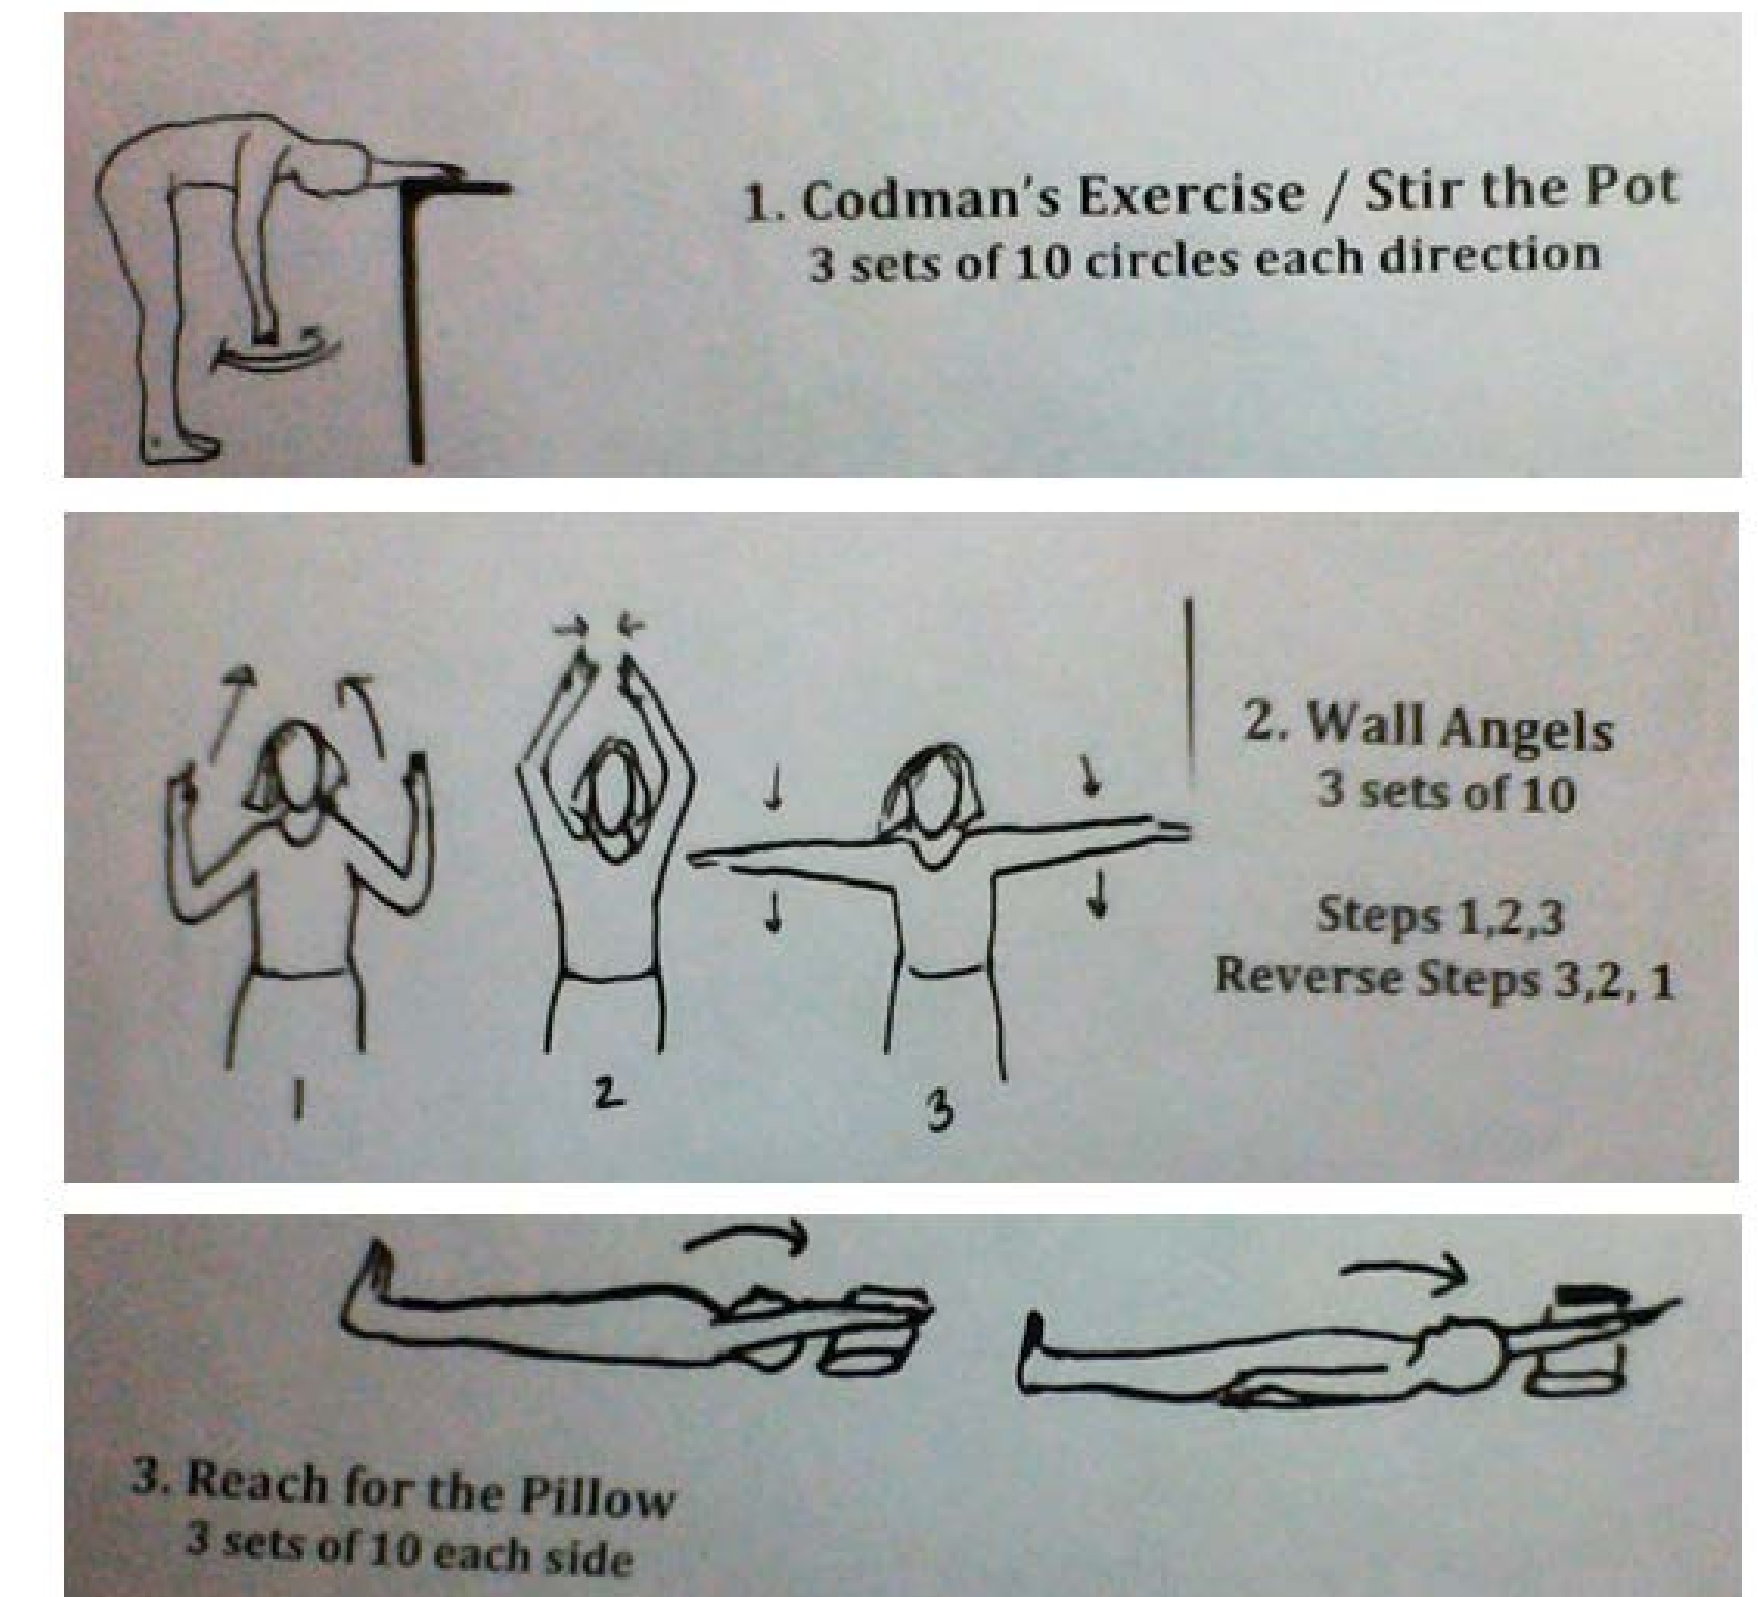 1. Codman's Exercise / Stir the Pot
3 sets of 10 circles each direction
2. Wall Angels
3 sets of 10
Steps 1,2,3
Reverse Steps 3,2, 1
1
2
3
3. Reach for the Pillow
3 sets of 10 each side